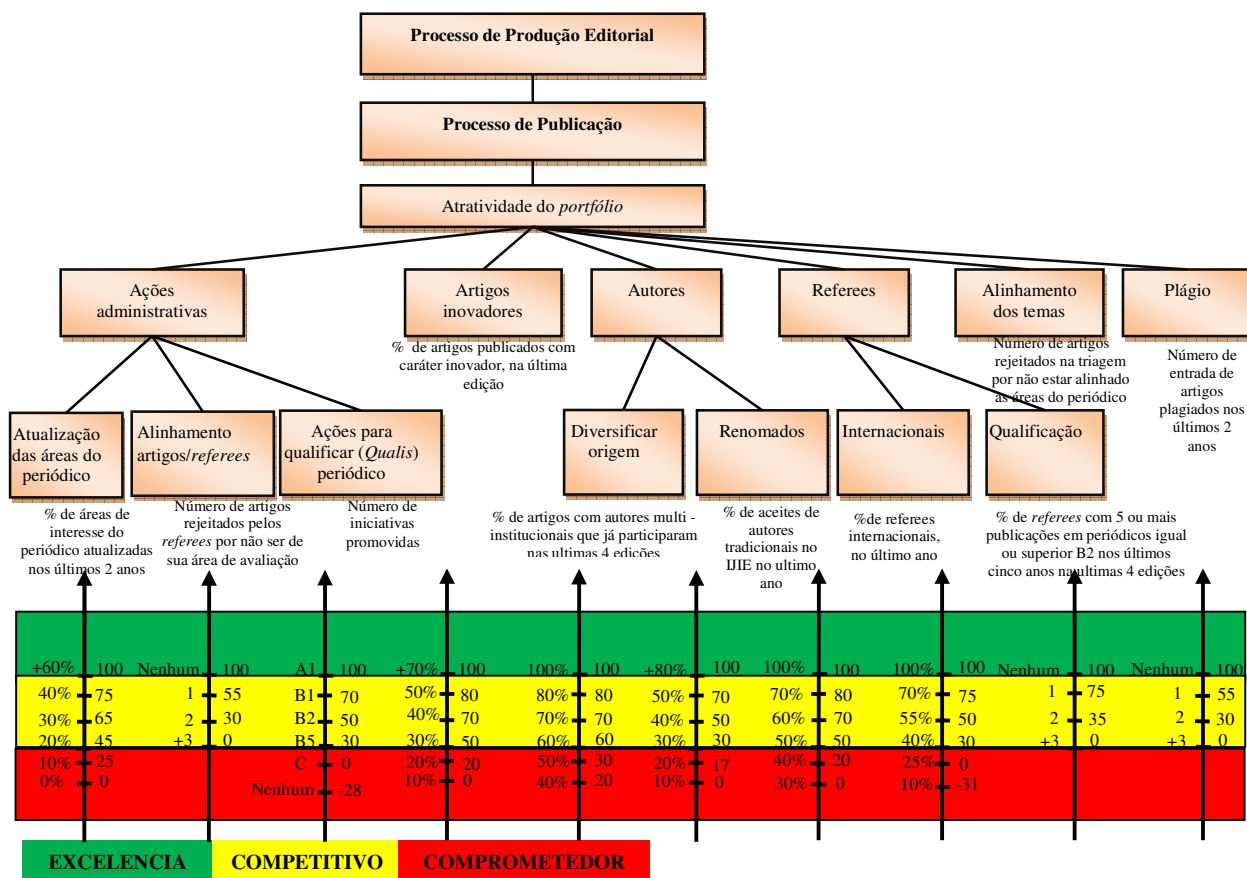 Processo de Produção Editorial
Processo de Publicação
Atratividade do portfólio
Ações
administrativas
Artigos
inovadores
Autores
Referees
Alinhamento
dos temas
Plágio
% de artigos publicados com
caráter inovador, na última
edição
Número de artigos
rejeitados na triagem
por não estar alinhado
as áreas do periódico
Número de
entrada de
artigos
plagiados nos
últimos 2
anos
Atualização
das áreas do
periódico
Alinhamento
artigos/referees
Ações para
qualificar (Qualis)
periódico
Diversificar
origem
Renomados
Internacionais
Qualificação
% de áreas de
interesse do
periódico atualizadas
nos últimos 2 anos
Número de artigos
rejeitados pelos
referees por não ser de
sua área de avaliação
Número de
iniciativas
promovidas
% de artigos com autores multi -
institucionais que já participaram
nas ultimas 4 edições
% de aceites de
autores
tradicionais no
IJIE no ultimo
ano
%de referees
internacionais,
no último ano
% de referees com 5 ou mais
publicações em periódicos igual
ou superior B2 nos últimos
cinco anos na ultimas 4 edições
+60% 100 Nenhum 100 A1 100 +70% 100 100% 100 +80% 100 100% 100 100% 100 Nenhum 100 Nenhum 100
40% 75 1 55 B1 70 50% 80 80% 80 50% 70 70% 80 70% 75 1 75 1 55
30% 65 2 30 B2 50 40% 70 70% 70 40% 50 60% 70 55% 50 2 35 2 30
20% 45 +3 0 B5 30 30% 50 60% 60 30% 30 50% 50 40% 30 +3 0 +3 0
10% 25 C 0 20% 20 50% 30 20% 17 40% 20 25% 0
0% 0 Nenhum -28 10% 0 40% 20 10% 0 30% 0 10% -31
EXCELENCIA COMPETITIVO COMPROMETEDOR